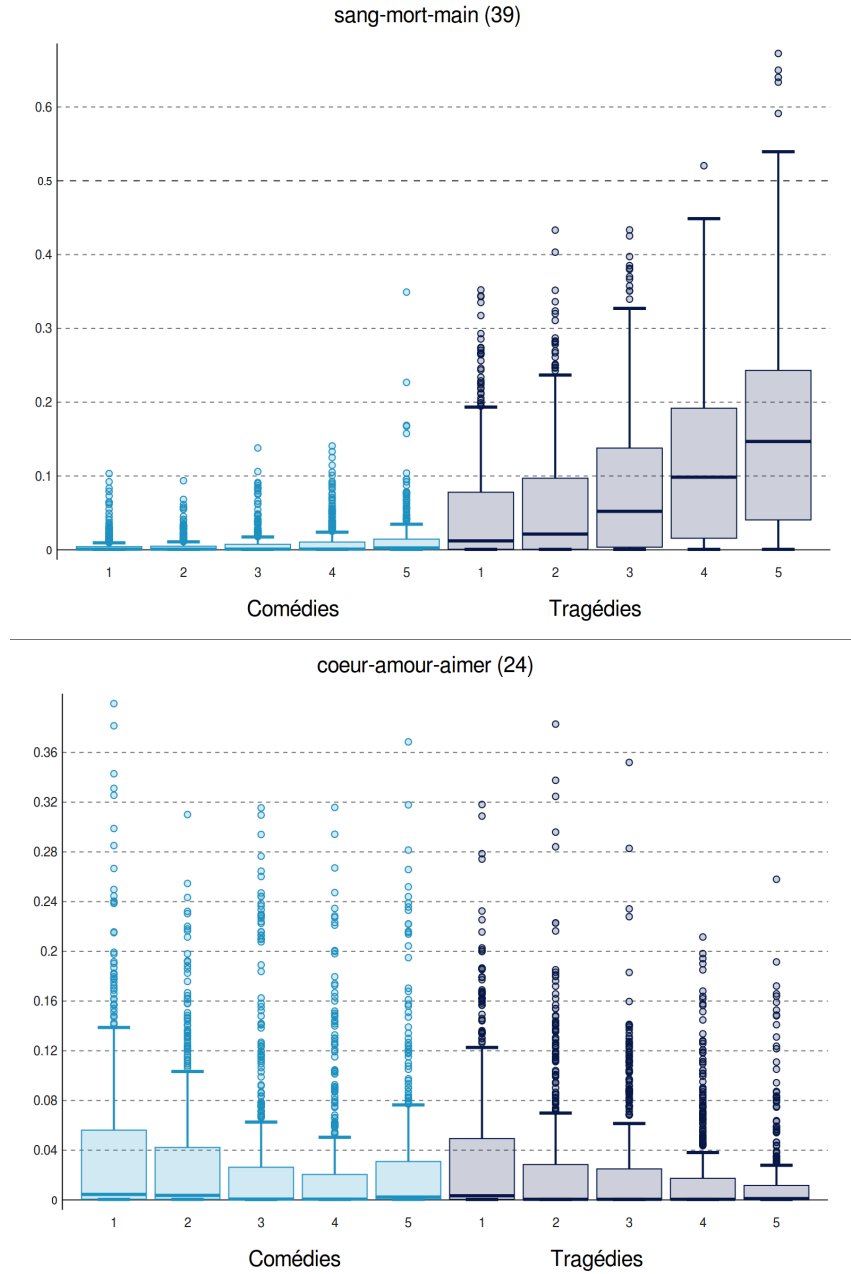 sang-mort-main (39)
0.6
0.5
0.4
0.3
0.2
0.1
0
1 2 3 4 5 1 2 3 4 5
Comédies Tragédies
coeur-amour-aimer (24)
0.36
0.32
0.28
0.24
0.2
0.16
0.12
0.08
0.04
0
1 2 3 4 5 1 2 3 4 5
Comédies Tragédies